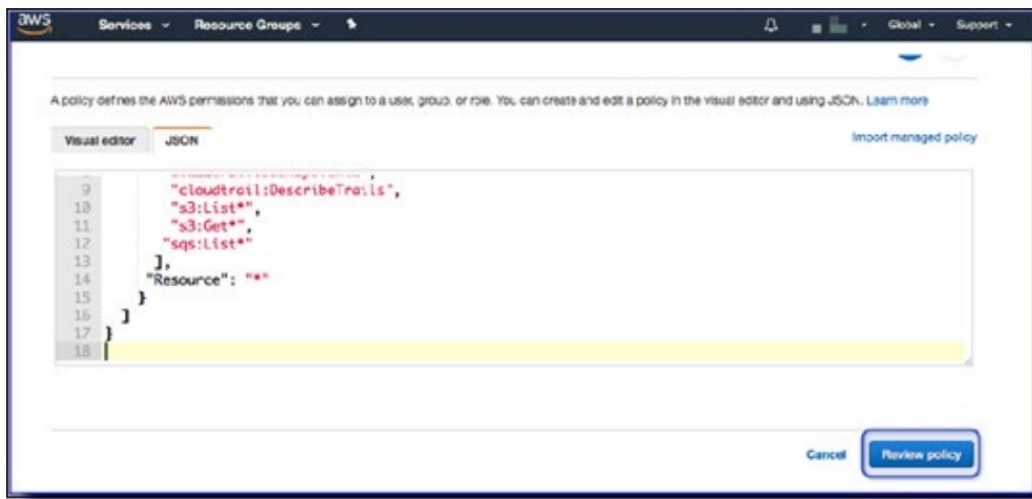 aws Services Resource Groups Global Support
A policy defines the AWS permissions that you can assign to a user, group, or role. You can create and edit a policy in the visual editor and using JSON. Learn more
Visual editor JSON Import managed policy
9 "cloudtrail:DescribeTrails",
10 "s3:List*",
11 "s3:Get*",
12 "sqs:List*"
13 ],
14 "Resource": "*"
15 }
16 ]
17 }
18
Cancel Review policy